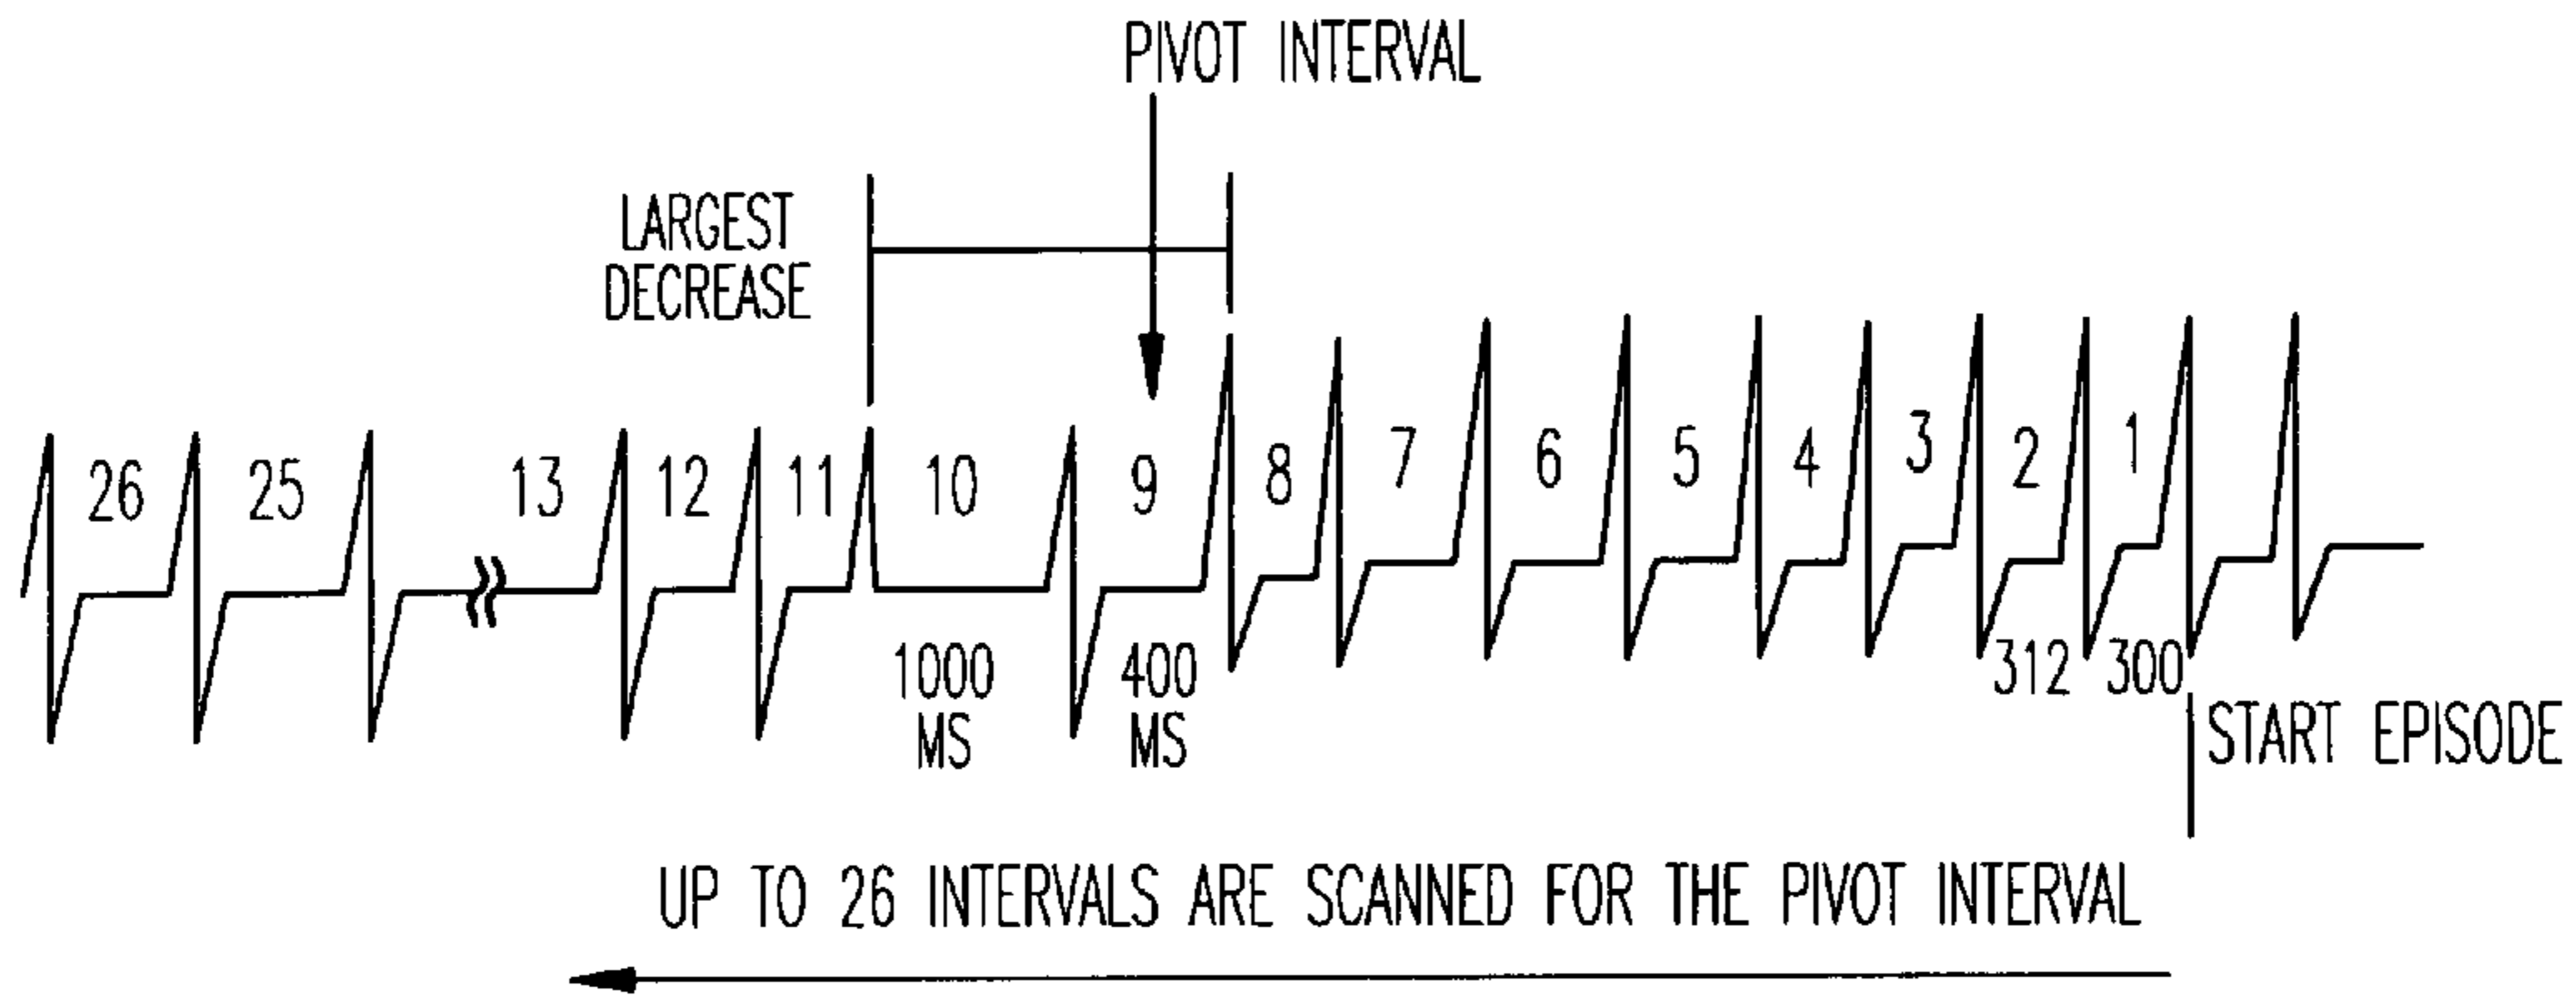 PIVOT INTERVAL
LARGEST
DECREASE
26 25 13 12 11 10 9 8 7 6 5 4 3 2 1
1000
MS
400
MS
312 300
START EPISODE
UP TO 26 INTERVALS ARE SCANNED FOR THE PIVOT INTERVAL